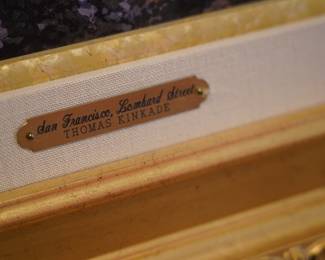 San Francisco, Lombard Street
THOMAS KINKADE